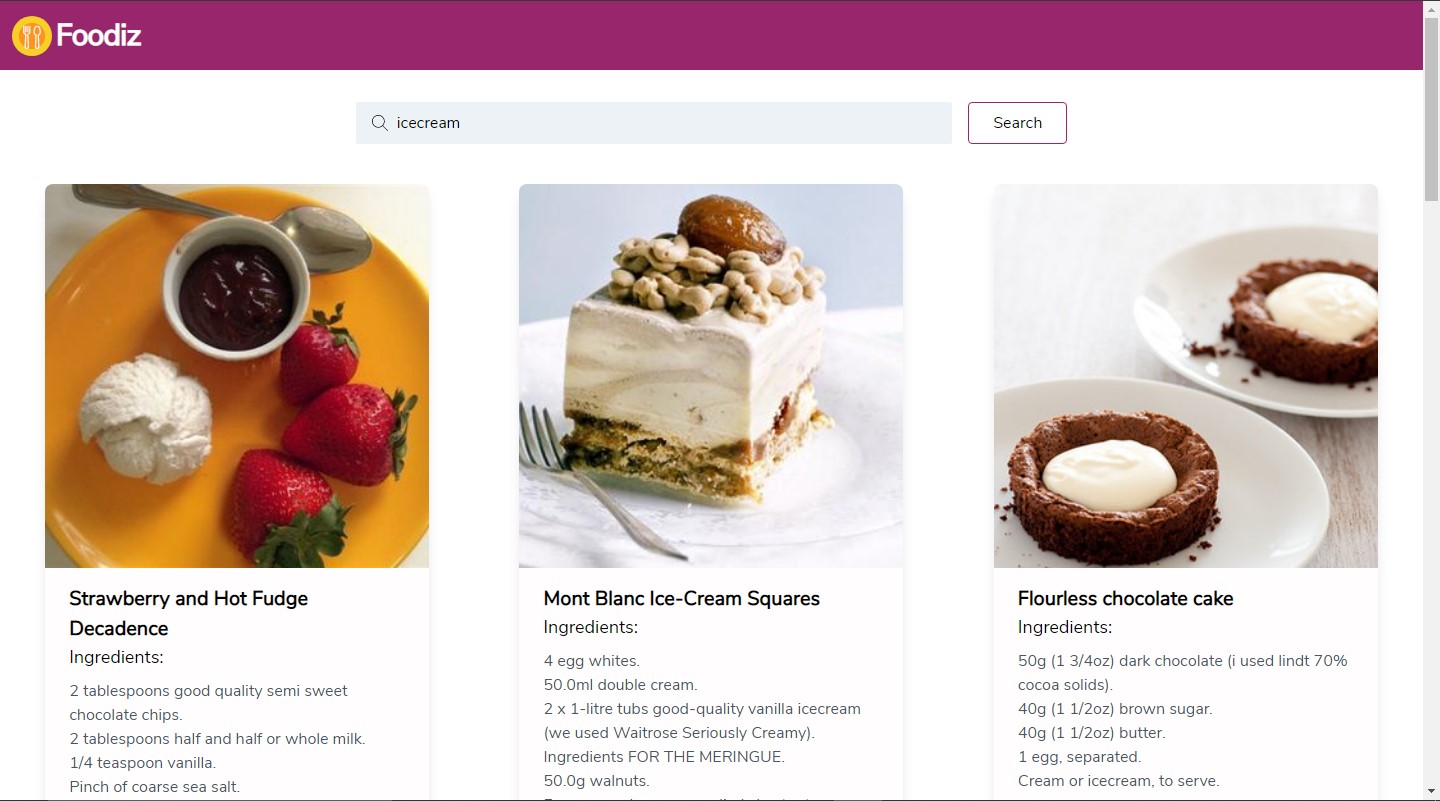 Foodiz
icecream
Search
Strawberry and Hot Fudge
Decadence
Ingredients:
2 tablespoons good quality semi sweet
chocolate chips.
2 tablespoons half and half or whole milk.
1/4 teaspoon vanilla.
Pinch of coarse sea salt.
Mont Blanc Ice-Cream Squares
Ingredients:
4 egg whites.
50.0ml double cream.
2 x 1-litre tubs good-quality vanilla icecream
(we used Waitrose Seriously Creamy).
Ingredients FOR THE MERINGUE.
50.0g walnuts.
Flourless chocolate cake
Ingredients:
50g (1 3/4oz) dark chocolate (i used lindt 70%
cocoa solids).
40g (1 1/2oz) brown sugar.
40g (1 1/2oz) butter.
1 egg, separated.
Cream or icecream, to serve.